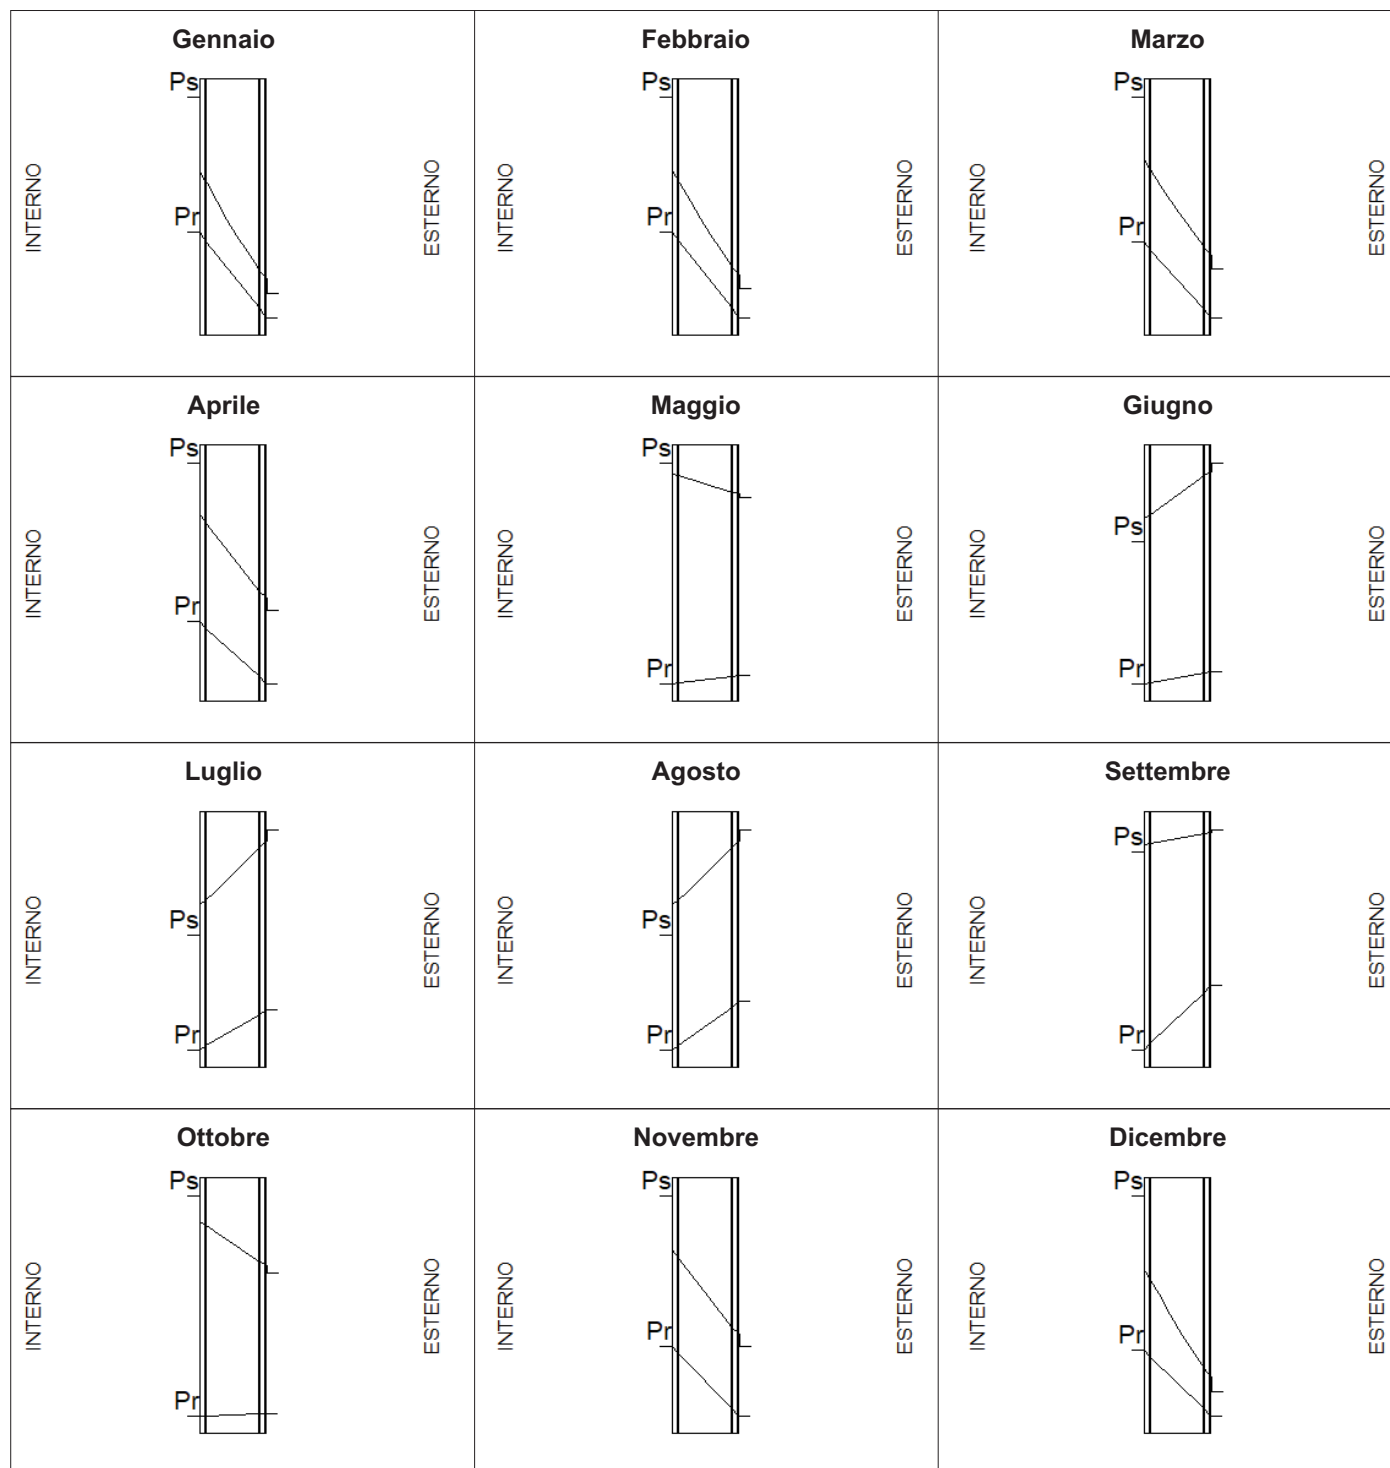 Gennaio
Ps
Pr
INTERNO
ESTERNO
Febbraio
Ps
Pr
INTERNO
ESTERNO
Marzo
Ps
Pr
INTERNO
ESTERNO
Aprile
Ps
Pr
INTERNO
ESTERNO
Maggio
Ps
Pr
INTERNO
ESTERNO
Giugno
Ps
Pr
INTERNO
ESTERNO
Luglio
Ps
Pr
INTERNO
ESTERNO
Agosto
Ps
Pr
INTERNO
ESTERNO
Settembre
Ps
Pr
INTERNO
ESTERNO
Ottobre
Ps
Pr
INTERNO
ESTERNO
Novembre
Ps
Pr
INTERNO
ESTERNO
Dicembre
Ps
Pr
INTERNO
ESTERNO